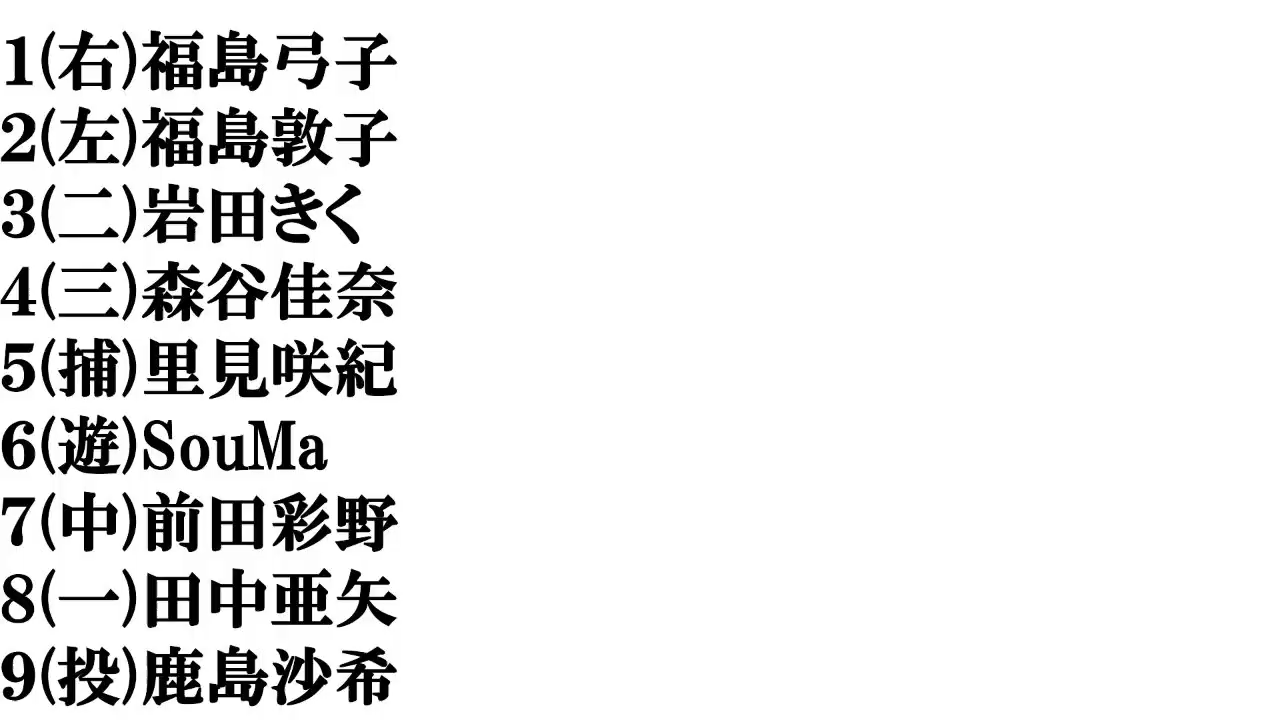 1(右)福島弓子
2(左)福島敦子
3(二)岩田きく
4(三)森谷佳奈
5(捕)里見咲紀
6(遊)SouMa
7(中)前田彩野
8(一)田中亜矢
9(投)鹿島沙希